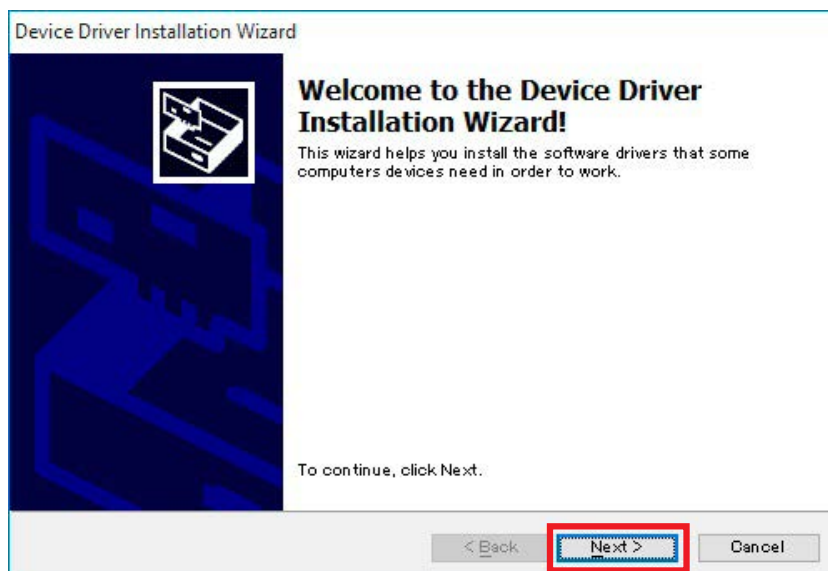 Device Driver Installation Wizard
Welcome to the Device Driver
Installation Wizard!
This wizard helps you install the software drivers that some
computers devices need in order to work.
To continue, click Next.
< Back
Next >
Cancel